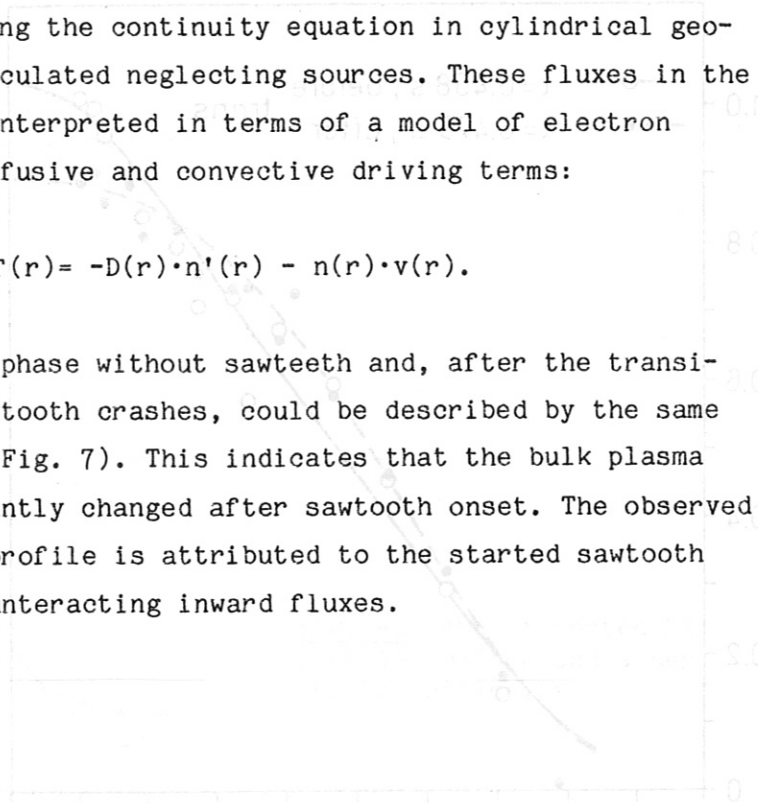 ng the continuity equation in cylindrical geo-
culated neglecting sources. These fluxes in the
nterpreted in terms of a model of electron
fusive and convective driving terms:
(r)= -D(r)·n'(r) - n(r)·v(r).
phase without sawteeth and, after the transi-
tooth crashes, could be described by the same
Fig. 7). This indicates that the bulk plasma
ntly changed after sawtooth onset. The observed
rofile is attributed to the started sawtooth
nteracting inward fluxes.